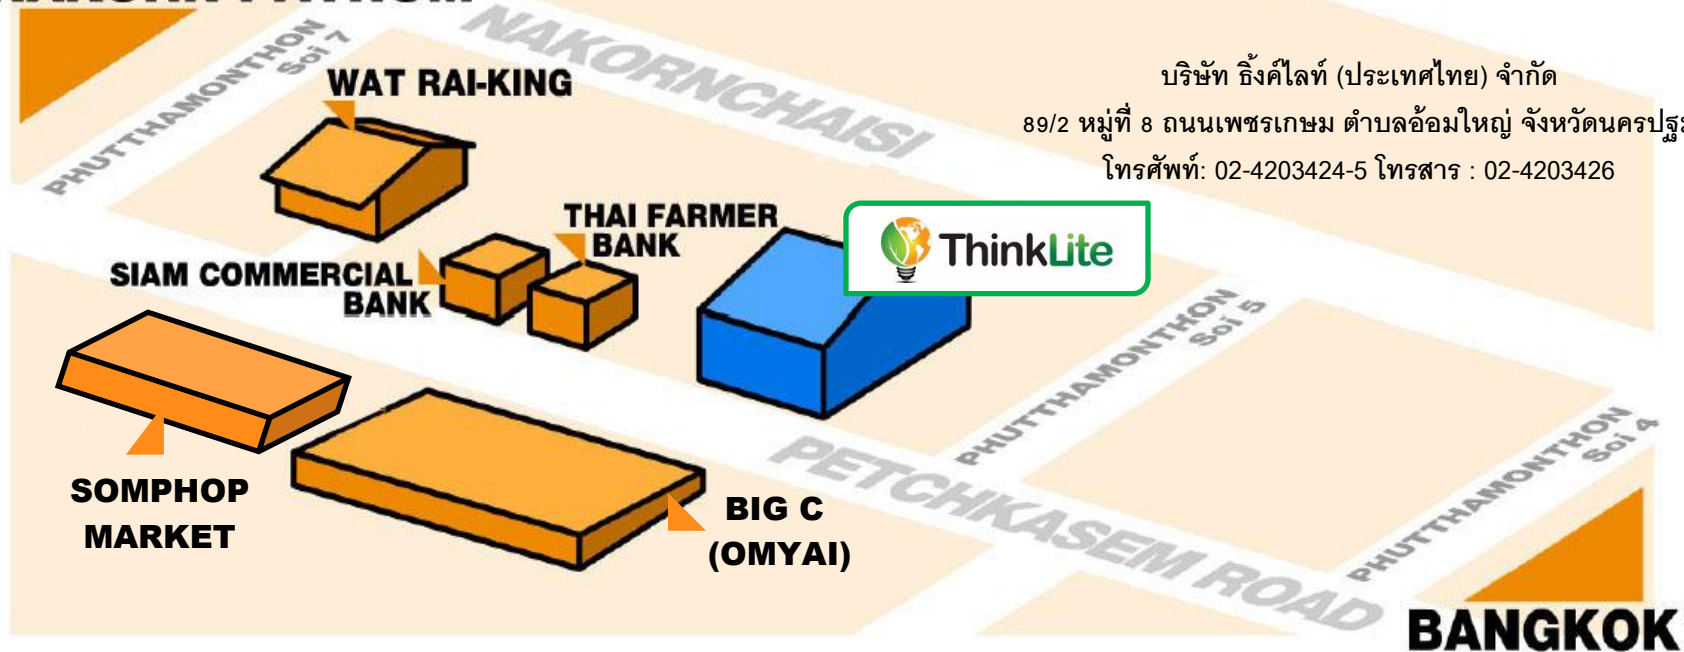 PHUTTHAMONTHON
Soi 7
NAKORNCHAISI
WAT RAI-KING
บริษัท ธิ้งค์ไลท์ (ประเทศไทย) จำกัด
89/2 หมู่ที่ 8 ถนนเพชรเกษม ตำบลอ้อมใหญ่ จังหวัดนครปฐม
โทรศัพท์: 02-4203424-5 โทรสาร : 02-4203426
THAI FARMER
BANK
ThinkLite
SIAM COMMERCIAL
BANK
PHUTTHAMONTHON
Soi 5
SOMPHOP
MARKET
BIG C
(OMYAI)
PETCHKASEM ROAD
PHUTTHAMONTHON
Soi 4
BANGKOK